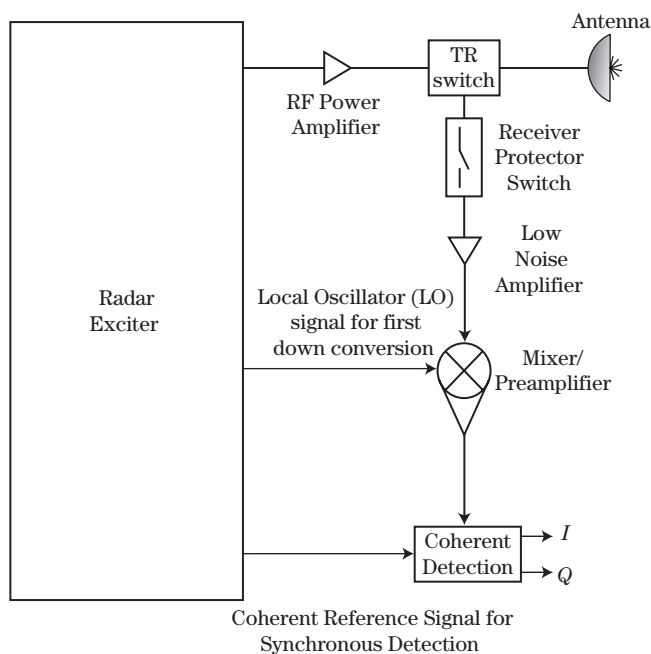 Antenna
TR
switch
RF Power
Amplifier
Receiver
Protector
Switch
Low
Noise
Amplifier
Radar
Exciter
Local Oscillator (LO)
signal for first
down conversion
Mixer/
Preamplifier
Coherent
Detection
I
Q
Coherent Reference Signal for
Synchronous Detection